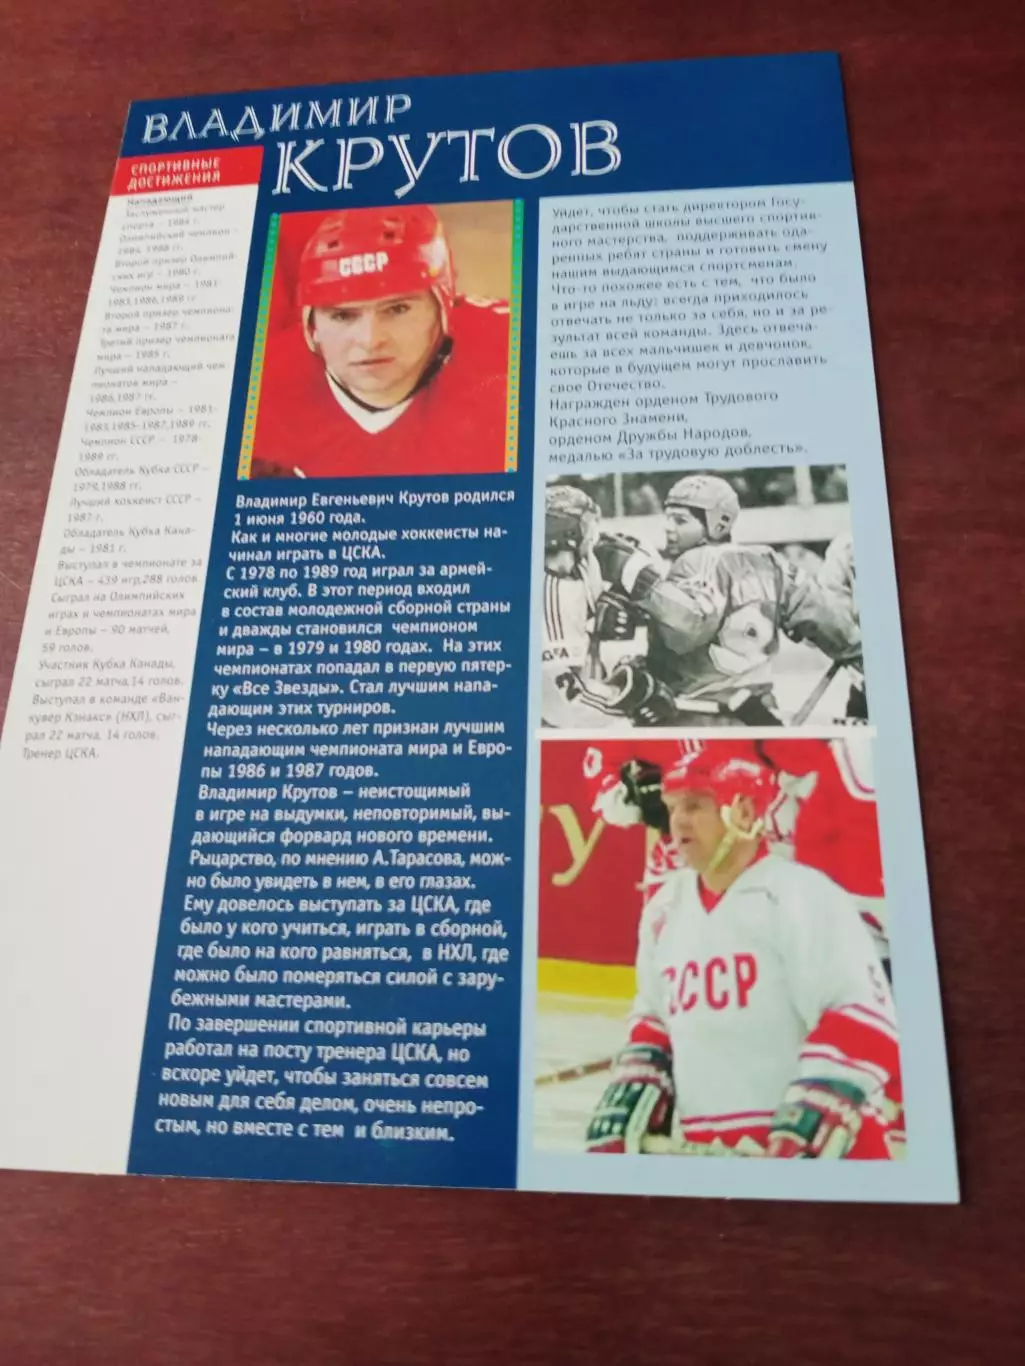 ВЛАДИМИР
КРУТОВ
СПОРТИВНЫЕ
ДОСТИЖЕНИЯ
Нападающий
Заслуженный мастер
спорта – 1984 г.
Олимпийский чемпион –
1984, 1988 гг.
Второй призер Олимпий-
ских игр – 1980 г.
Чемпион мира – 1981-
1983,1986,1989 гг.
Второй призер чемпиона-
та мира – 1987 г.
Третий призер чемпионата
мира – 1985 г.
Лучший нападающий чем-
пионатов мира –
1986,1987 гг.
Чемпион Европы – 1981-
1983,1985-1987,1989 гг.
Чемпион СССР – 1978-
1989 гг.
Обладатель Кубка СССР –
1979,1988 гг.
Лучший хоккеист СССР –
1987 г.
Обладатель Кубка Кана-
ды – 1981 г.
Выступал в чемпионате за
ЦСКА – 439 игр,288 голов.
Сыграл на Олимпийских
играх и чемпионатах мира
и Европы – 90 матчей,
59 голов.
Участник Кубка Канады,
сыграл 22 матча,14 голов.
Выступал в команде «Ван-
кувер Кэнакс» (НХЛ), сыг-
рал 22 матча, 14 голов.
Тренер ЦСКА.
СССР
Владимир Евгеньевич Крутов родился
1 июня 1960 года.
Как и многие молодые хоккеисты на-
чинал играть в ЦСКА.
С 1978 по 1989 год играл за армей-
ский клуб. В этот период входил
в состав молодежной сборной страны
и дважды становился чемпионом
мира – в 1979 и 1980 годах. На этих
чемпионатах попадал в первую пятер-
ку «Все Звезды». Стал лучшим напа-
дающим этих турниров.
Через несколько лет признан лучшим
нападающим чемпионата мира и Евро-
пы 1986 и 1987 годов.
Владимир Крутов – неистощимый
в игре на выдумки, неповторимый, вы-
дающийся форвард нового времени.
Рыцарство, по мнению А.Тарасова, мож-
но было увидеть в нем, в его глазах.
Ему довелось выступать за ЦСКА, где
было у кого учиться, играть в сборной,
где было на кого равняться, в НХЛ, где
можно было померяться силой с зару-
бежными мастерами.
По завершении спортивной карьеры
работал на посту тренера ЦСКА, но
вскоре уйдет, чтобы заняться совсем
новым для себя делом, очень непро-
стым, но вместе с тем и близким.
Уйдет, чтобы стать директором Госу-
дарственной школы высшего спортив-
ного мастерства, поддерживать ода-
ренных ребят страны и готовить смену
нашим выдающимся спортсменам.
Что-то похожее есть с тем, что было
в игре на льду: всегда приходилось
отвечать не только за себя, но и за ре-
зультат всей команды. Здесь отвеча-
ешь за всех мальчишек и девчонок,
которые в будущем могут прославить
свое Отечество.
Награжден орденом Трудового
Красного Знамени,
орденом Дружбы Народов,
медалью «За трудовую доблесть».
СССР